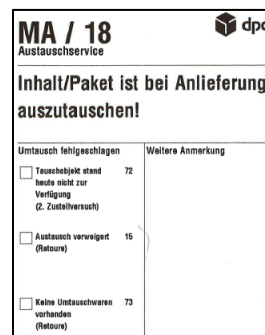 MA / 18
dpd
Austauschservice
Inhalt/Paket ist bei Anlieferung
auszutauschen!
Umtausch fehlgeschlagen
Weitere Anmerkung
Tauschobjekt stand 72
heute nicht zur
Verfügung
(2. Zustellversuch)
Austausch verweigert 15
(Retoure)
Keine Umtauschwaren 73
vorhanden
(Retoure)